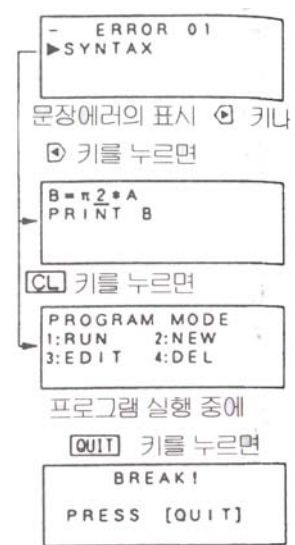 - ERROR 01
▶SYNTAX
문장에러의 표시 ◀ 키나
▶ 키를 누르면
B=π2*A
PRINT B
CL 키를 누르면
PROGRAM MODE
1:RUN 2:NEW
3:EDIT 4:DEL
프로그램 실행 중에
QUIT 키를 누르면
BREAK!
PRESS [QUIT]